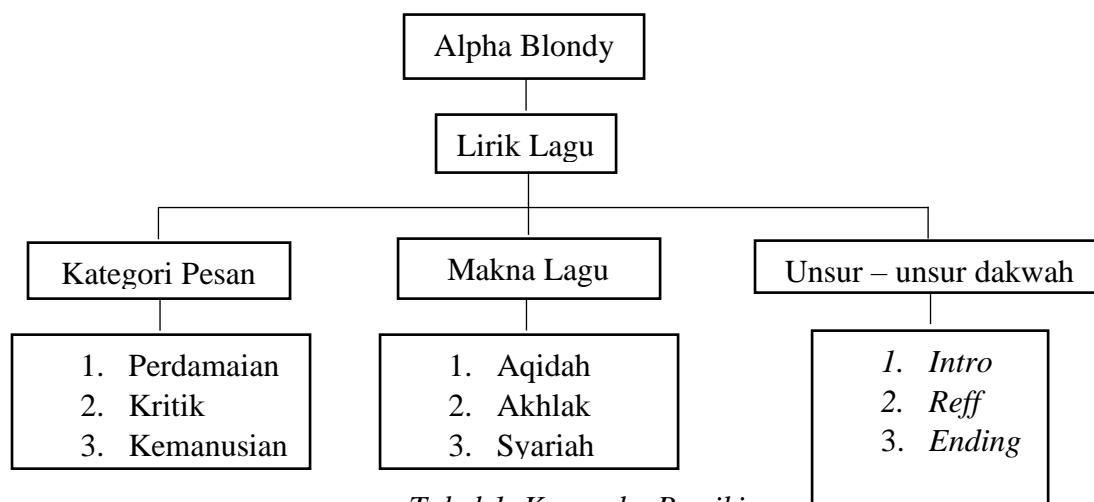 Alpha Blondy
Lirik Lagu
Kategori Pesan
Makna Lagu
Unsur – unsur dakwah
1. Perdamaian
2. Kritik
3. Kemanusian
1. Aqidah
2. Akhlak
3. Syariah
1. Intro
2. Reff
3. Ending